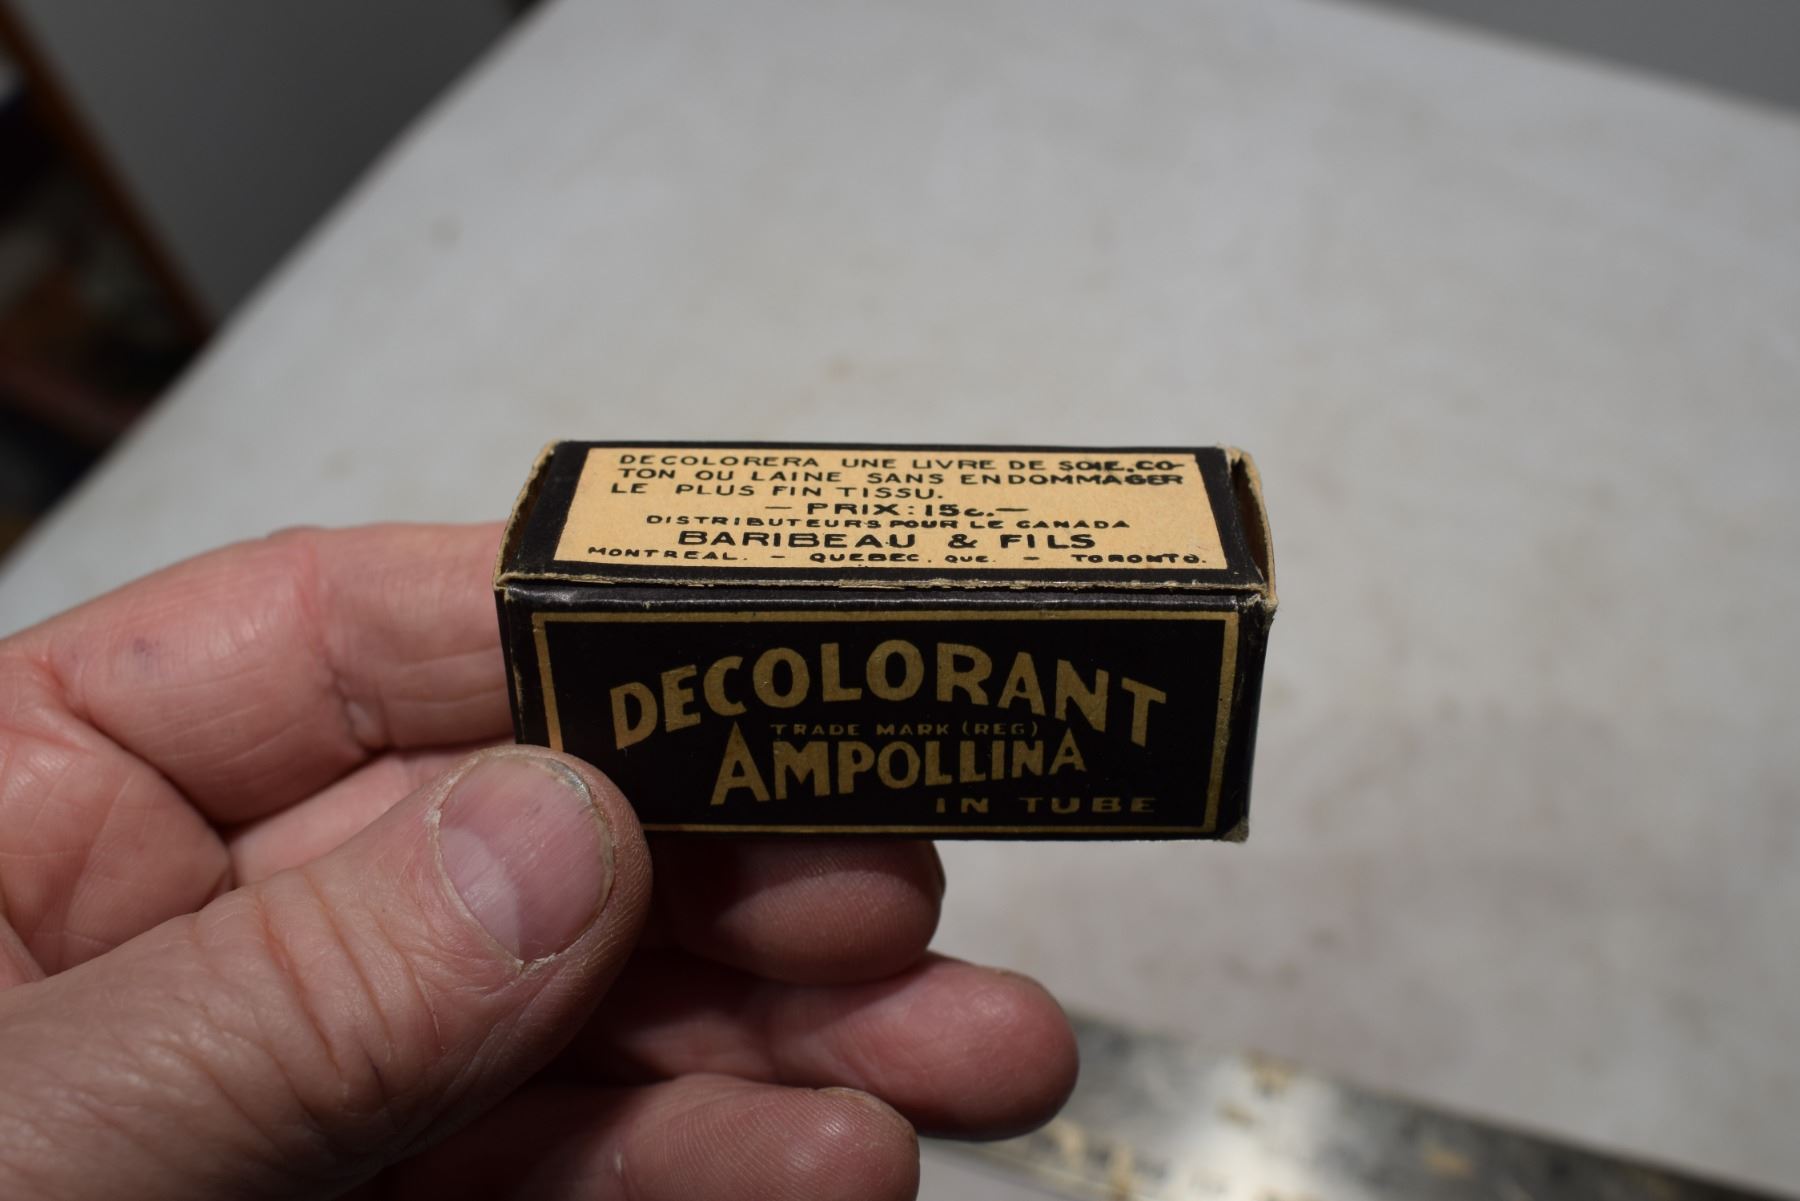 DECOLORERA UNE LIVRE DE SOIE, CO-
TON OU LAINE SANS ENDOMMAGER
LE PLUS FIN TISSU.
— PRIX: 15c. —
DISTRIBUTEURS POUR LE CANADA
BARIBEAU & FILS
MONTREAL. - QUEBEC, QUE. - TORONTO.
DECOLORANT
TRADE MARK (REG)
AMPOLLINA
IN TUBE